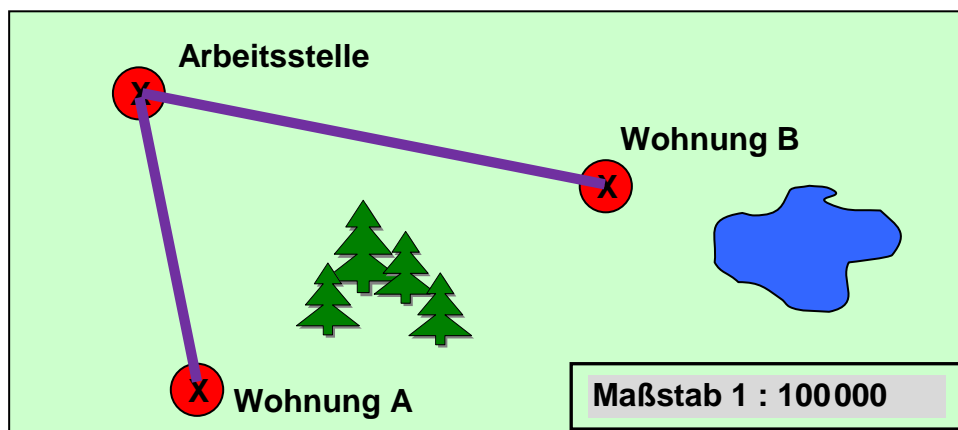 Arbeitsstelle
X
Wohnung B
X
X
Wohnung A
Maßstab 1 : 100000